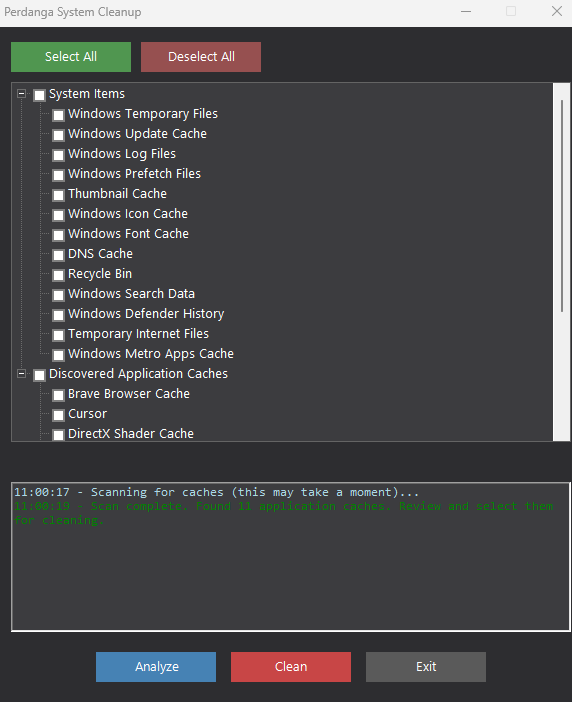 Perdanga System Cleanup
Select All
Deselect All
System Items
Windows Temporary Files
Windows Update Cache
Windows Log Files
Windows Prefetch Files
Thumbnail Cache
Windows Icon Cache
Windows Font Cache
DNS Cache
Recycle Bin
Windows Search Data
Windows Defender History
Temporary Internet Files
Windows Metro Apps Cache
Discovered Application Caches
Brave Browser Cache
Cursor
DirectX Shader Cache
11:00:17 - Scanning for caches (this may take a moment)...
11:00:19 - Scan complete. Found 11 application caches. Review and select them
for cleaning.
Analyze
Clean
Exit